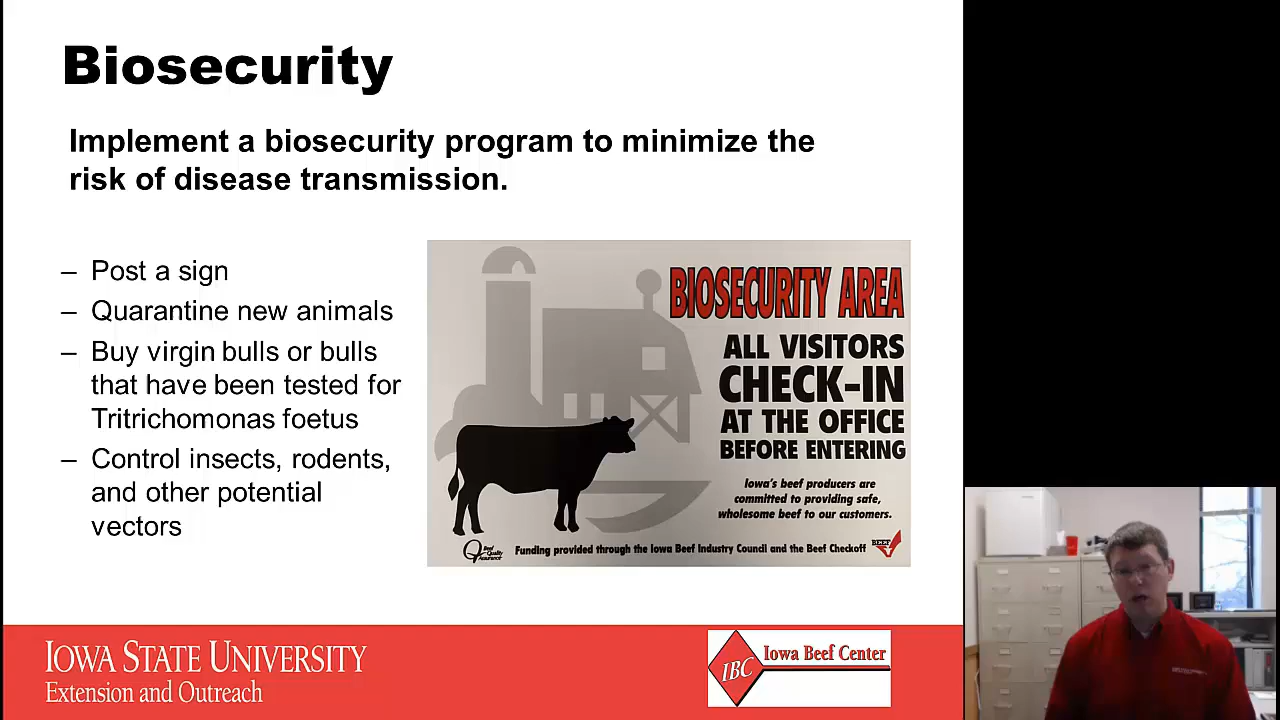 Biosecurity
Implement a biosecurity program to minimize the
risk of disease transmission.
– Post a sign
– Quarantine new animals
– Buy virgin bulls or bulls
that have been tested for
Tritrichomonas foetus
– Control insects, rodents,
and other potential
vectors
BIOSECURITY AREA
ALL VISITORS
CHECK-IN
AT THE OFFICE
BEFORE ENTERING
Iowa's beef producers are
committed to providing safe,
wholesome beef to our customers.
Beef
Quality
Assurance
Funding provided through the Iowa Beef Industry Council and the Beef Checkoff
BEEF
IOWA STATE UNIVERSITY
Extension and Outreach
IBC
Iowa Beef Center